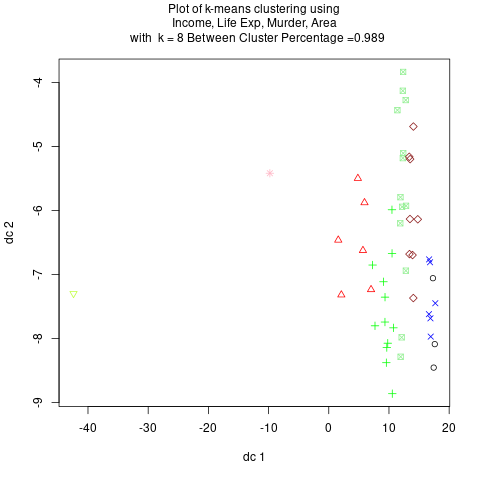 Plot of k-means clustering using
Income, Life Exp, Murder, Area
with k = 8 Between Cluster Percentage =0.989
-4
-5
-6
-7
-8
-9
dc 2
-40 -30 -20 -10 0 10 20
dc 1